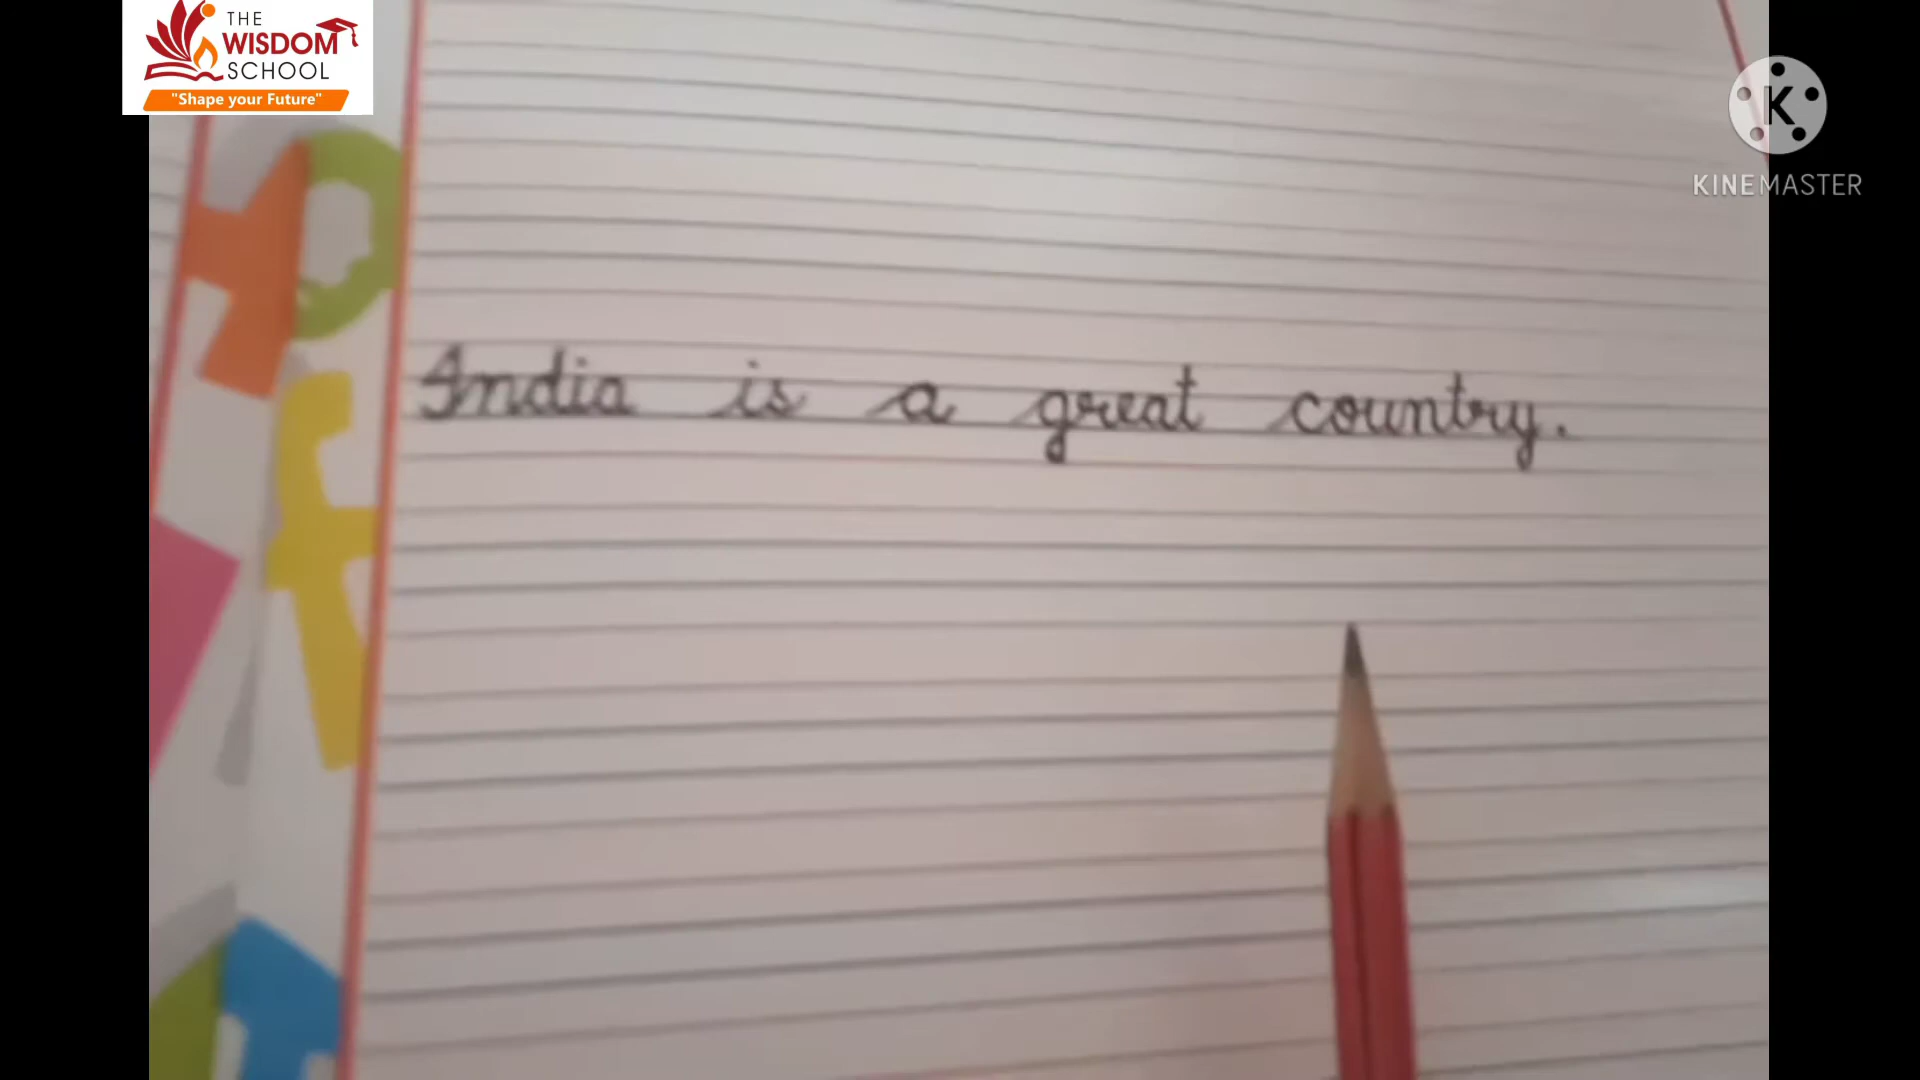 THE
WISDOM
SCHOOL
"Shape your Future"
K
KINEMASTER
India is a great country.